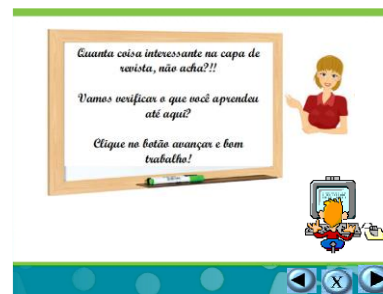 Quanta coisa interessante na capa de
revista, não acha?!!
Vamos verificar o que você aprendeu
até aqui?
Clique no botão avançar e bom
trabalho!
X